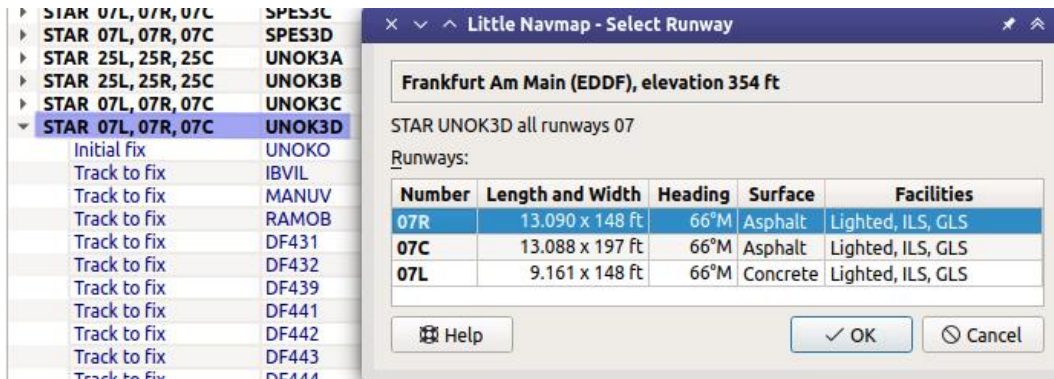 STAR 07L, 07R, 07C SPES3C
STAR 07L, 07R, 07C SPES3D
STAR 25L, 25R, 25C UNOK3A
STAR 25L, 25R, 25C UNOK3B
STAR 07L, 07R, 07C UNOK3C
STAR 07L, 07R, 07C UNOK3D
Initial fix UNOKO
Track to fix IBVIL
Track to fix MANUV
Track to fix RAMOB
Track to fix DF431
Track to fix DF432
Track to fix DF439
Track to fix DF441
Track to fix DF442
Track to fix DF443
Track to fix DF444
Little Navmap - Select Runway
Frankfurt Am Main (EDDF), elevation 354 ft
STAR UNOK3D all runways 07
Runways:
Number Length and Width Heading Surface Facilities
07R 13.090 x 148 ft 66°M Asphalt Lighted, ILS, GLS
07C 13.088 x 197 ft 66°M Asphalt Lighted, ILS, GLS
07L 9.161 x 148 ft 66°M Concrete Lighted, ILS, GLS
Help OK Cancel